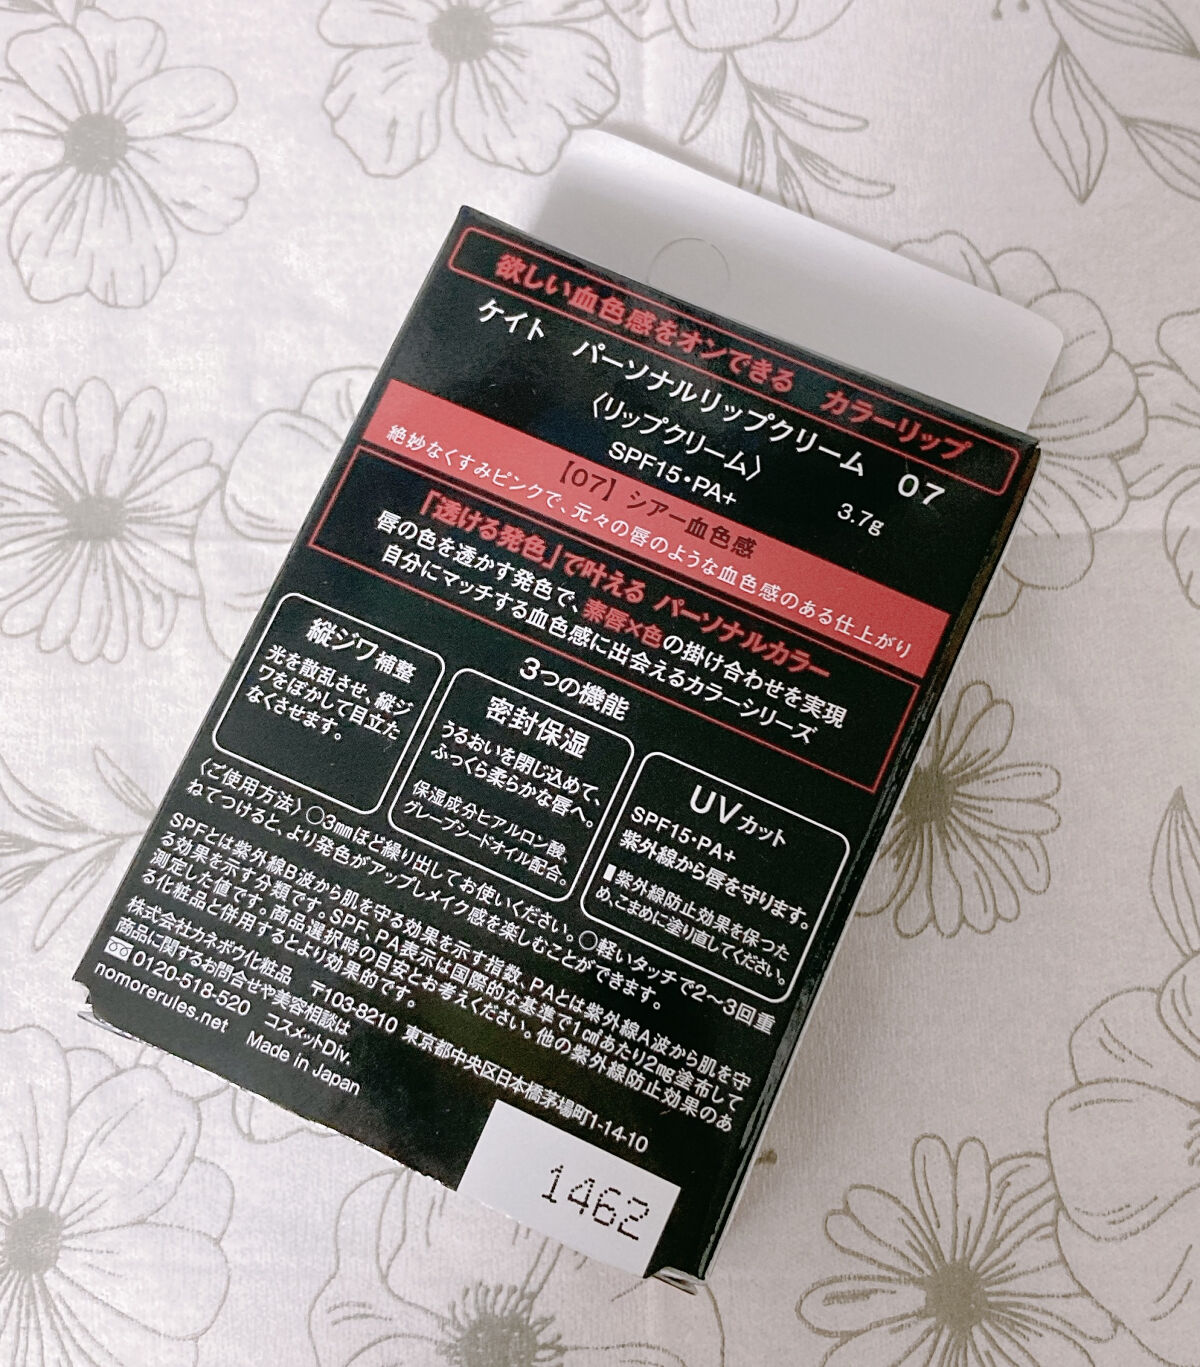 欲しい血色感をオンできる カラーリップ
ケイト パーソナルリップクリーム 07
〈リップクリーム〉
SPF15・PA+ 3.7g
【07】シアー血色感
絶妙なくすみピンクで、元々の唇のような血色感のある仕上がり
「透ける発色」で叶える パーソナルカラー
唇の色を透かす発色で、素唇×色の掛け合わせを実現
自分にマッチする血色感に出会えるカラーシリーズ
3つの機能
縦ジワ補整
光を散乱させ、縦ジ
ワをぼかして目立た
なくさせます。
密封保湿
うるおいを閉じ込めて、
ふっくら柔らかな唇へ。
保湿成分ヒアルロン酸、
グレープシードオイル配合。
UVカット
SPF15・PA+
紫外線から唇を守ります。
■紫外線防止効果を保つた
め、こまめに塗り直してください。
〈ご使用方法〉○3㎜ほど繰り出してお使いください。○軽いタッチで2〜3回重
ねてつけると、より発色がアップしメイク感を楽しむことができます。
SPFとは紫外線B波から肌を守る効果を示す指数、PAとは紫外線A波から肌を守
る効果を示す分類です。SPF、PA表示は国際的な基準で1㎠あたり2㎎塗布して
測定した値です。商品選択時の目安とお考えください。他の紫外線防止効果のあ
る化粧品と併用するとより効果的です。
株式会社カネボウ化粧品 〒103-8210 東京都中央区日本橋茅場町1-14-10
商品に関するお問合せや美容相談は
0120-518-520 コスメットDIv.
nomorerules.net Made in Japan
1462